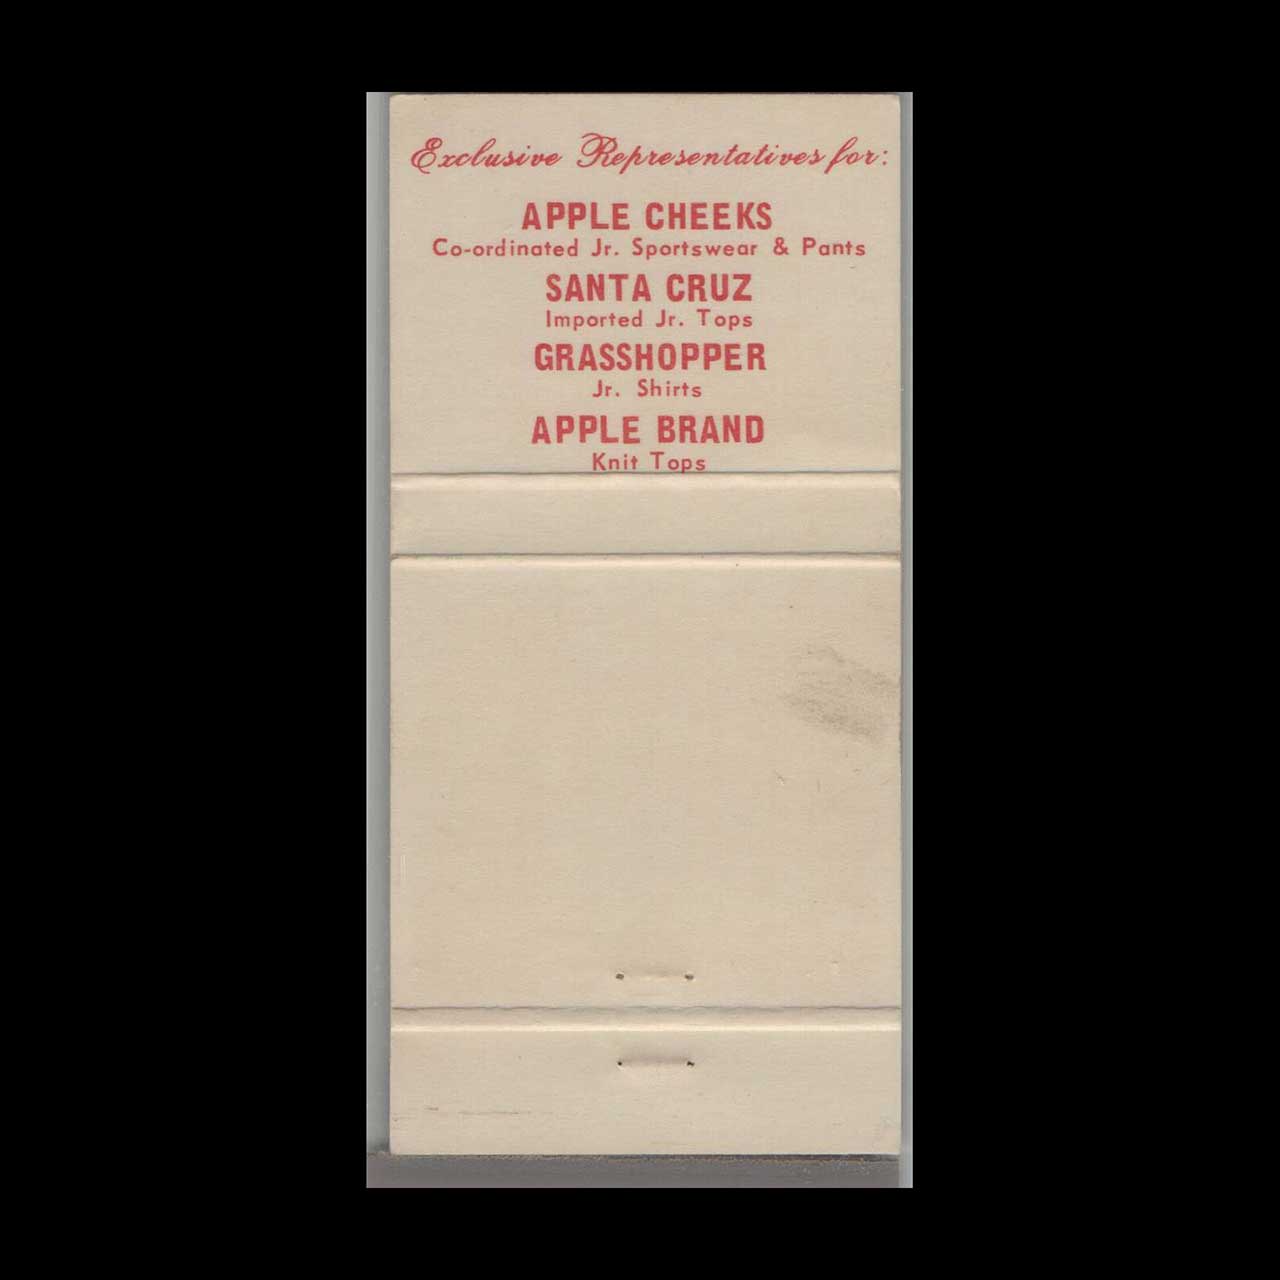 Exclusive Representatives for:
APPLE CHEEKS
Co-ordinated Jr. Sportswear & Pants
SANTA CRUZ
Imported Jr. Tops
GRASSHOPPER
Jr. Shirts
APPLE BRAND
Knit Tops